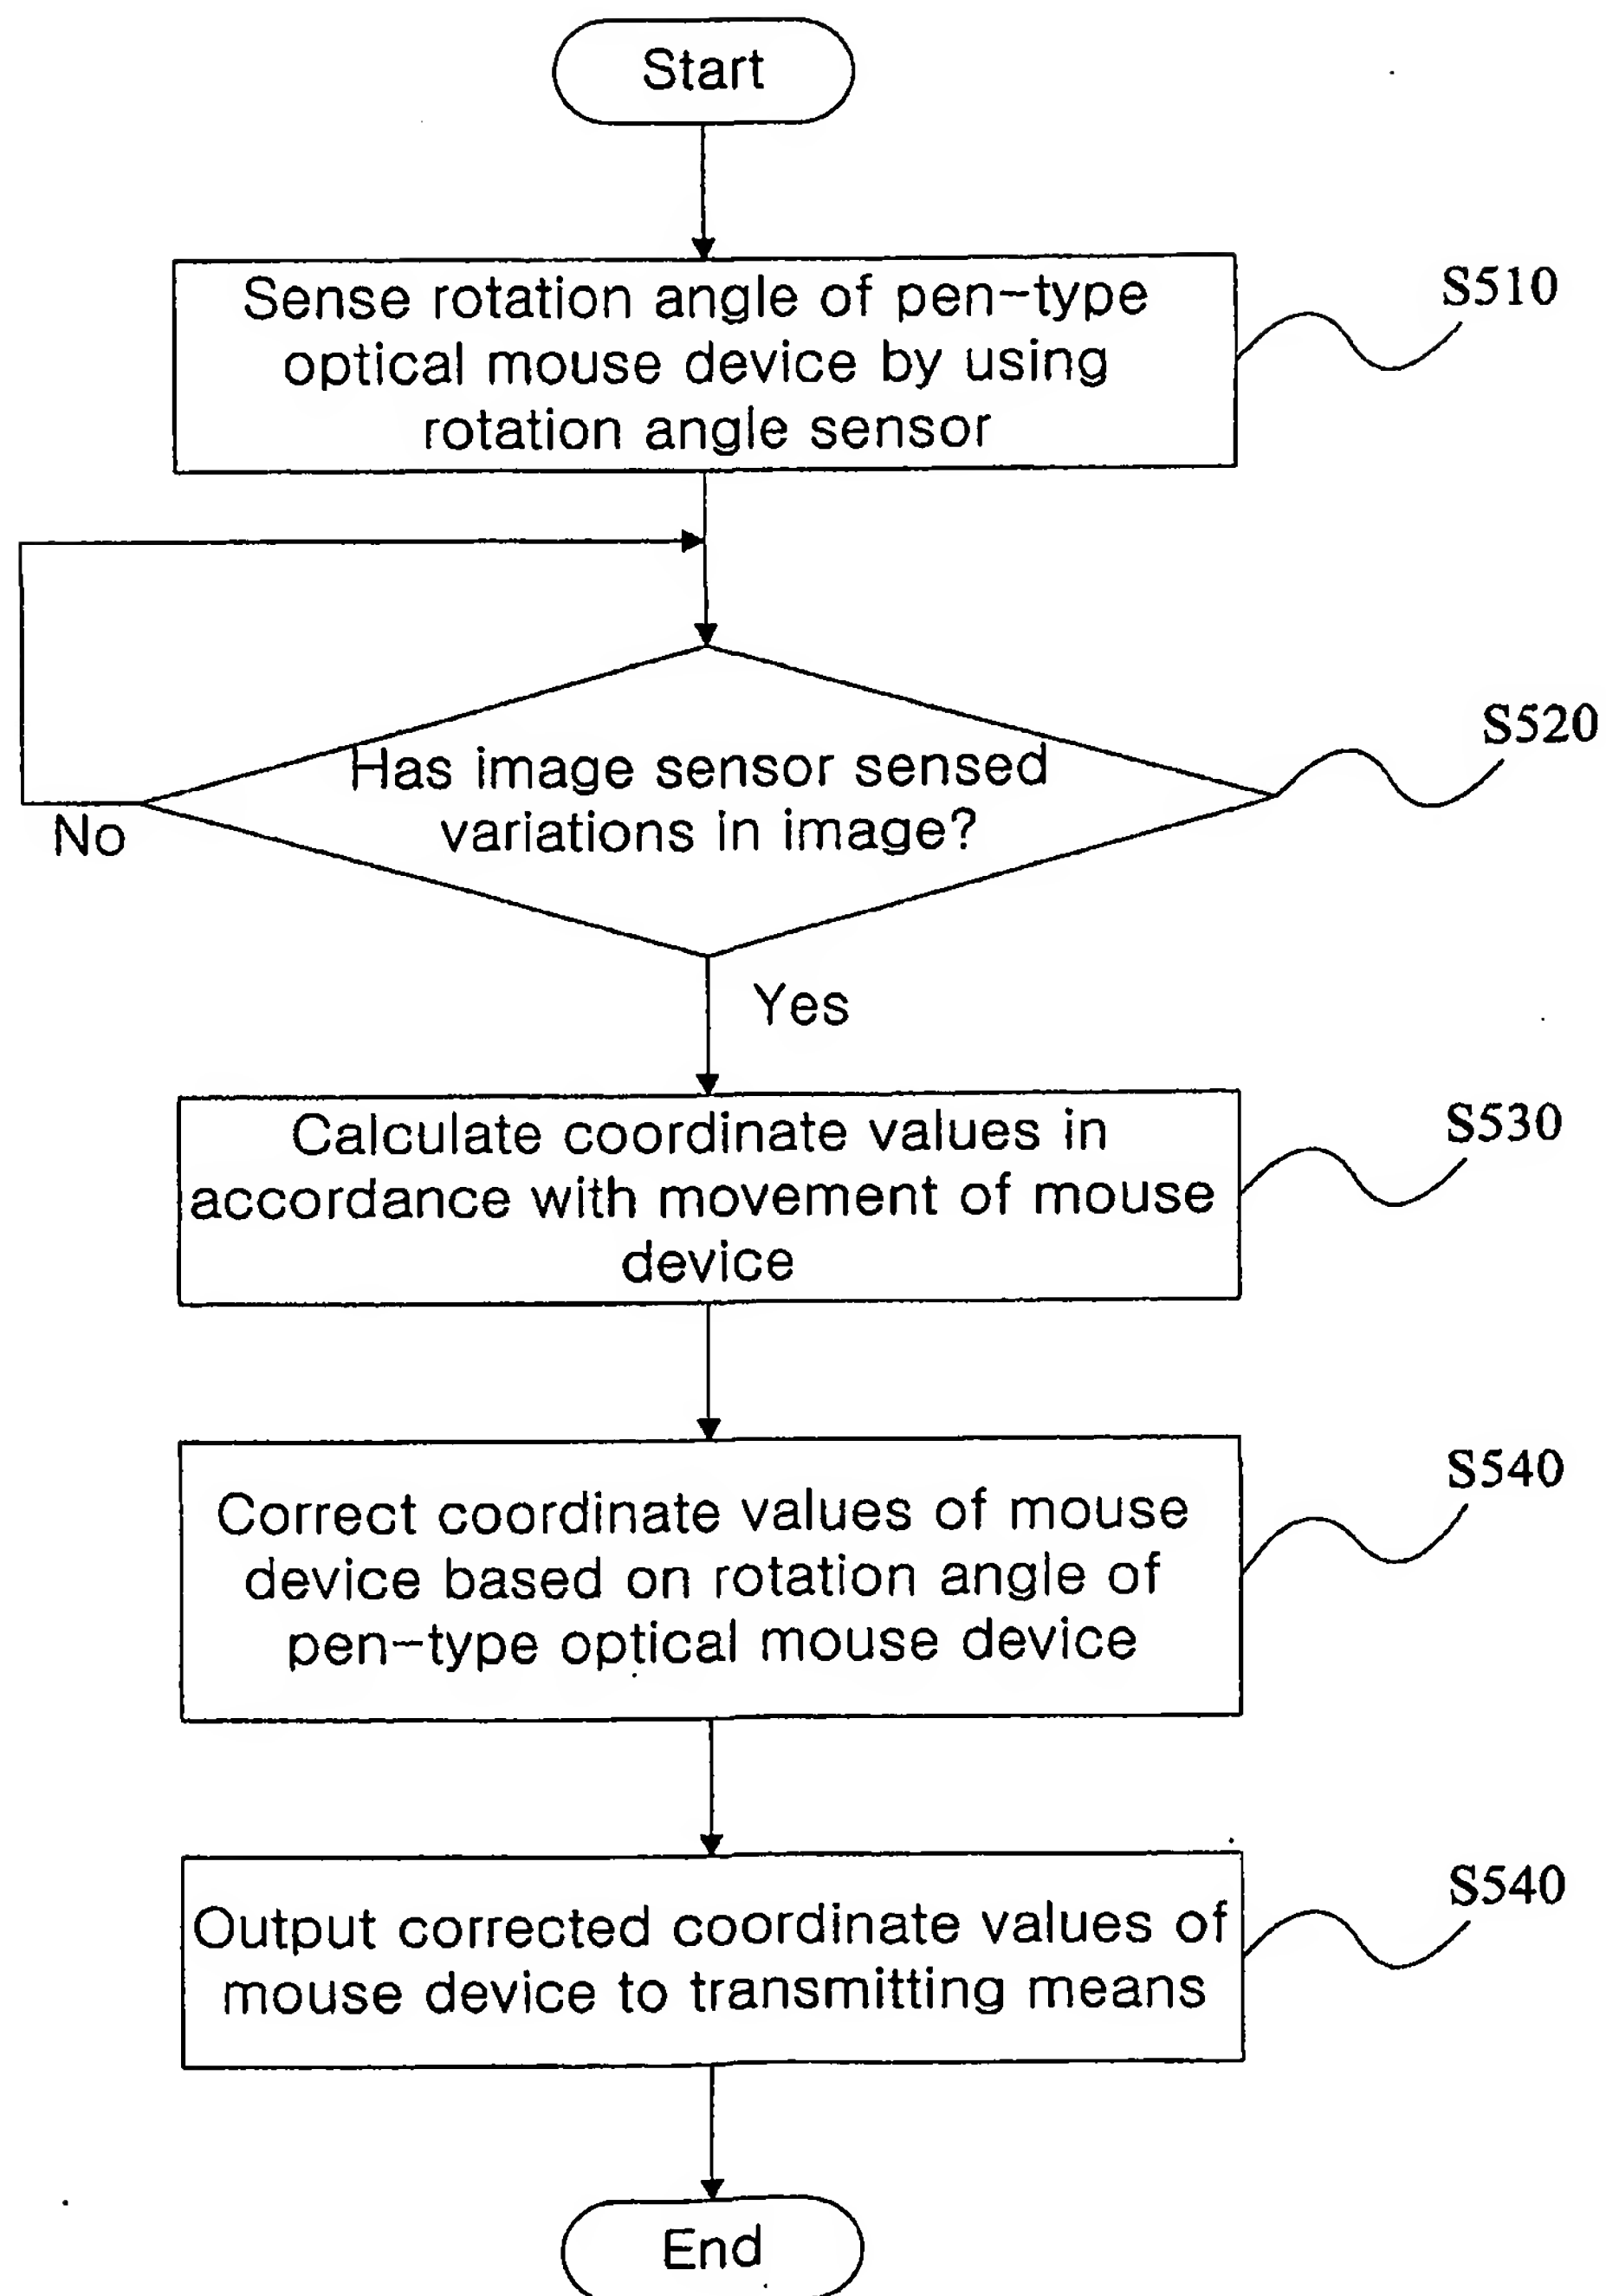 Start
Sense rotation angle of pen-type
optical mouse device by using
rotation angle sensor
S510
Has image sensor sensed
variations in image?
S520
No
Yes
Calculate coordinate values in
accordance with movement of mouse
device
S530
Correct coordinate values of mouse
device based on rotation angle of
pen-type optical mouse device
S540
Output corrected coordinate values of
mouse device to transmitting means
S540
End